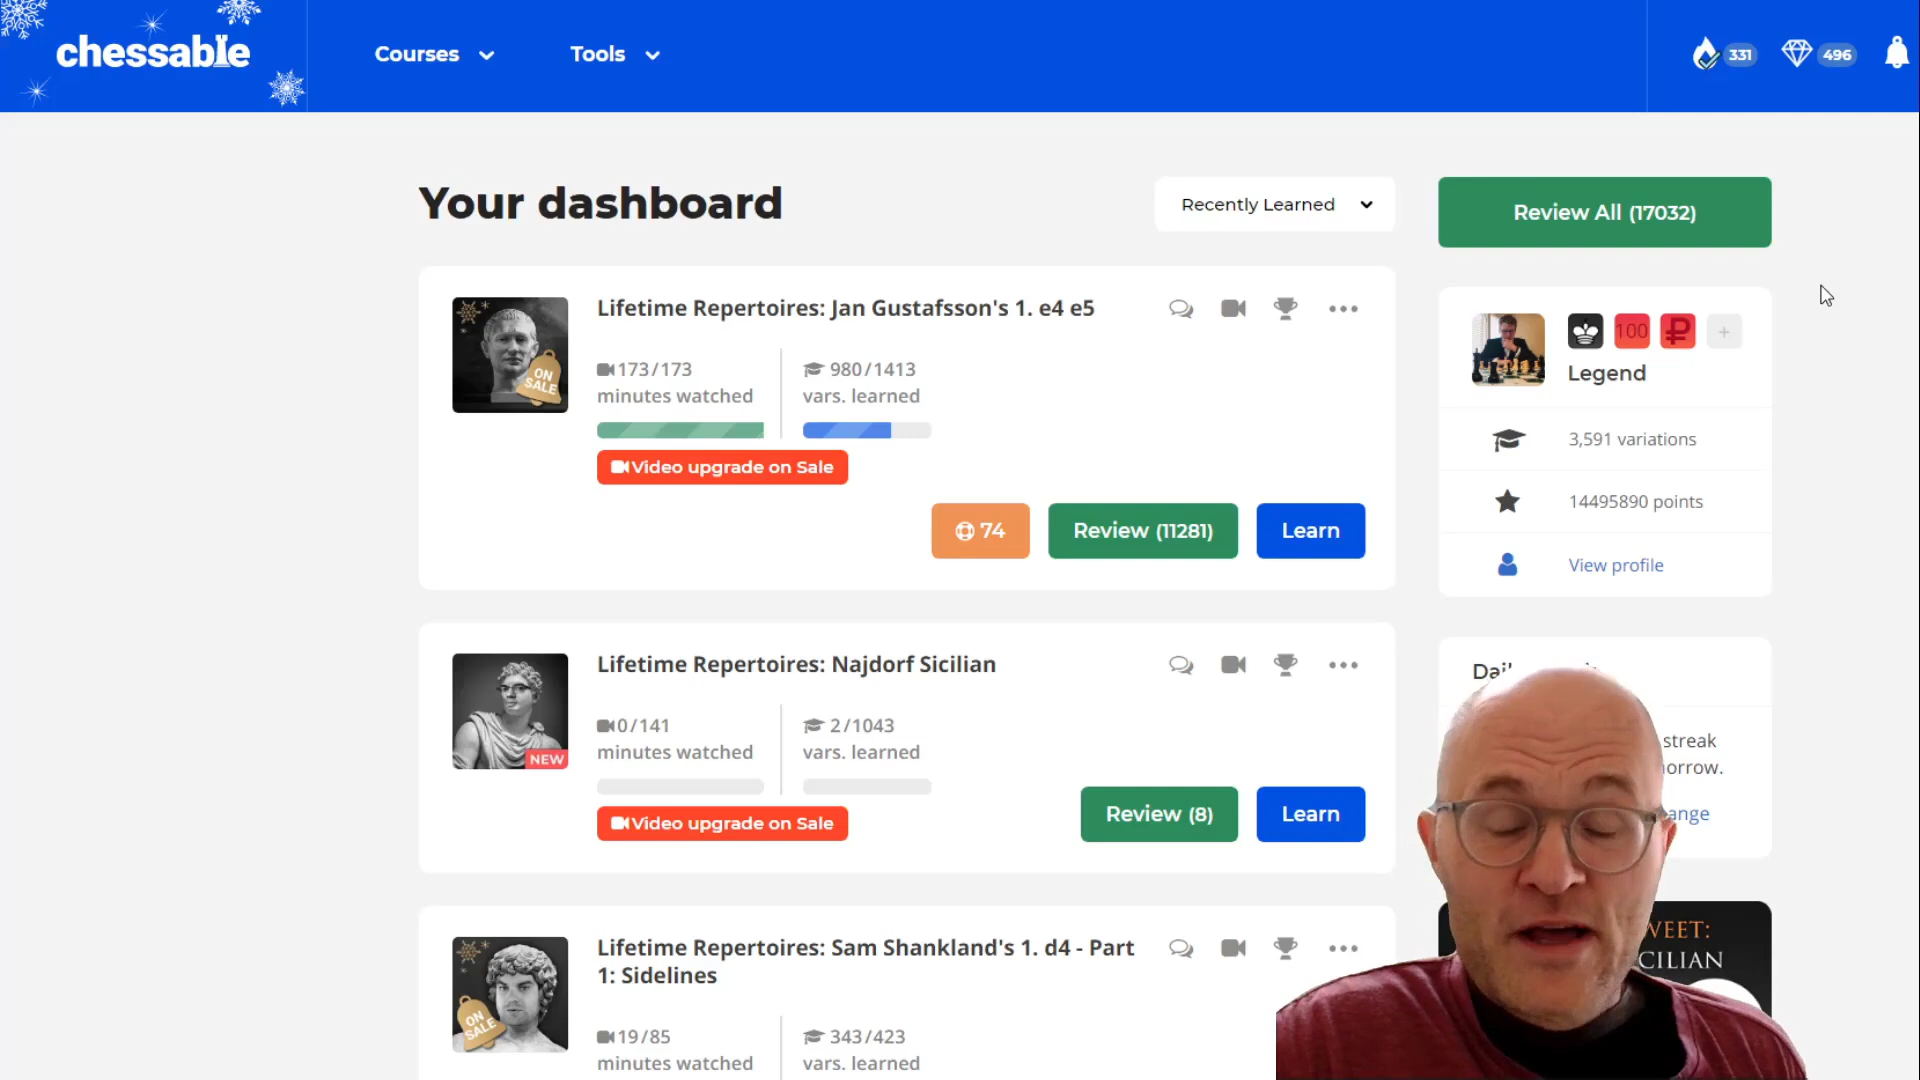 chessable
Courses
Tools
331
496
Your dashboard
Recently Learned
Review All (17032)
Lifetime Repertoires: Jan Gustafsson's 1. e4 e5
ON
SALE
173/173
minutes watched
980/1413
vars. learned
Video upgrade on Sale
74
Review (11281)
Learn
100
Legend
3,591 variations
14495890 points
View profile
Lifetime Repertoires: Najdorf Sicilian
NEW
0/141
minutes watched
2/1043
vars. learned
Video upgrade on Sale
Review (8)
Learn
streak
Lifetime Repertoires: Sam Shankland's 1. d4 - Part
1: Sidelines
ON
SALE
19/85
minutes watched
343/423
vars. learned